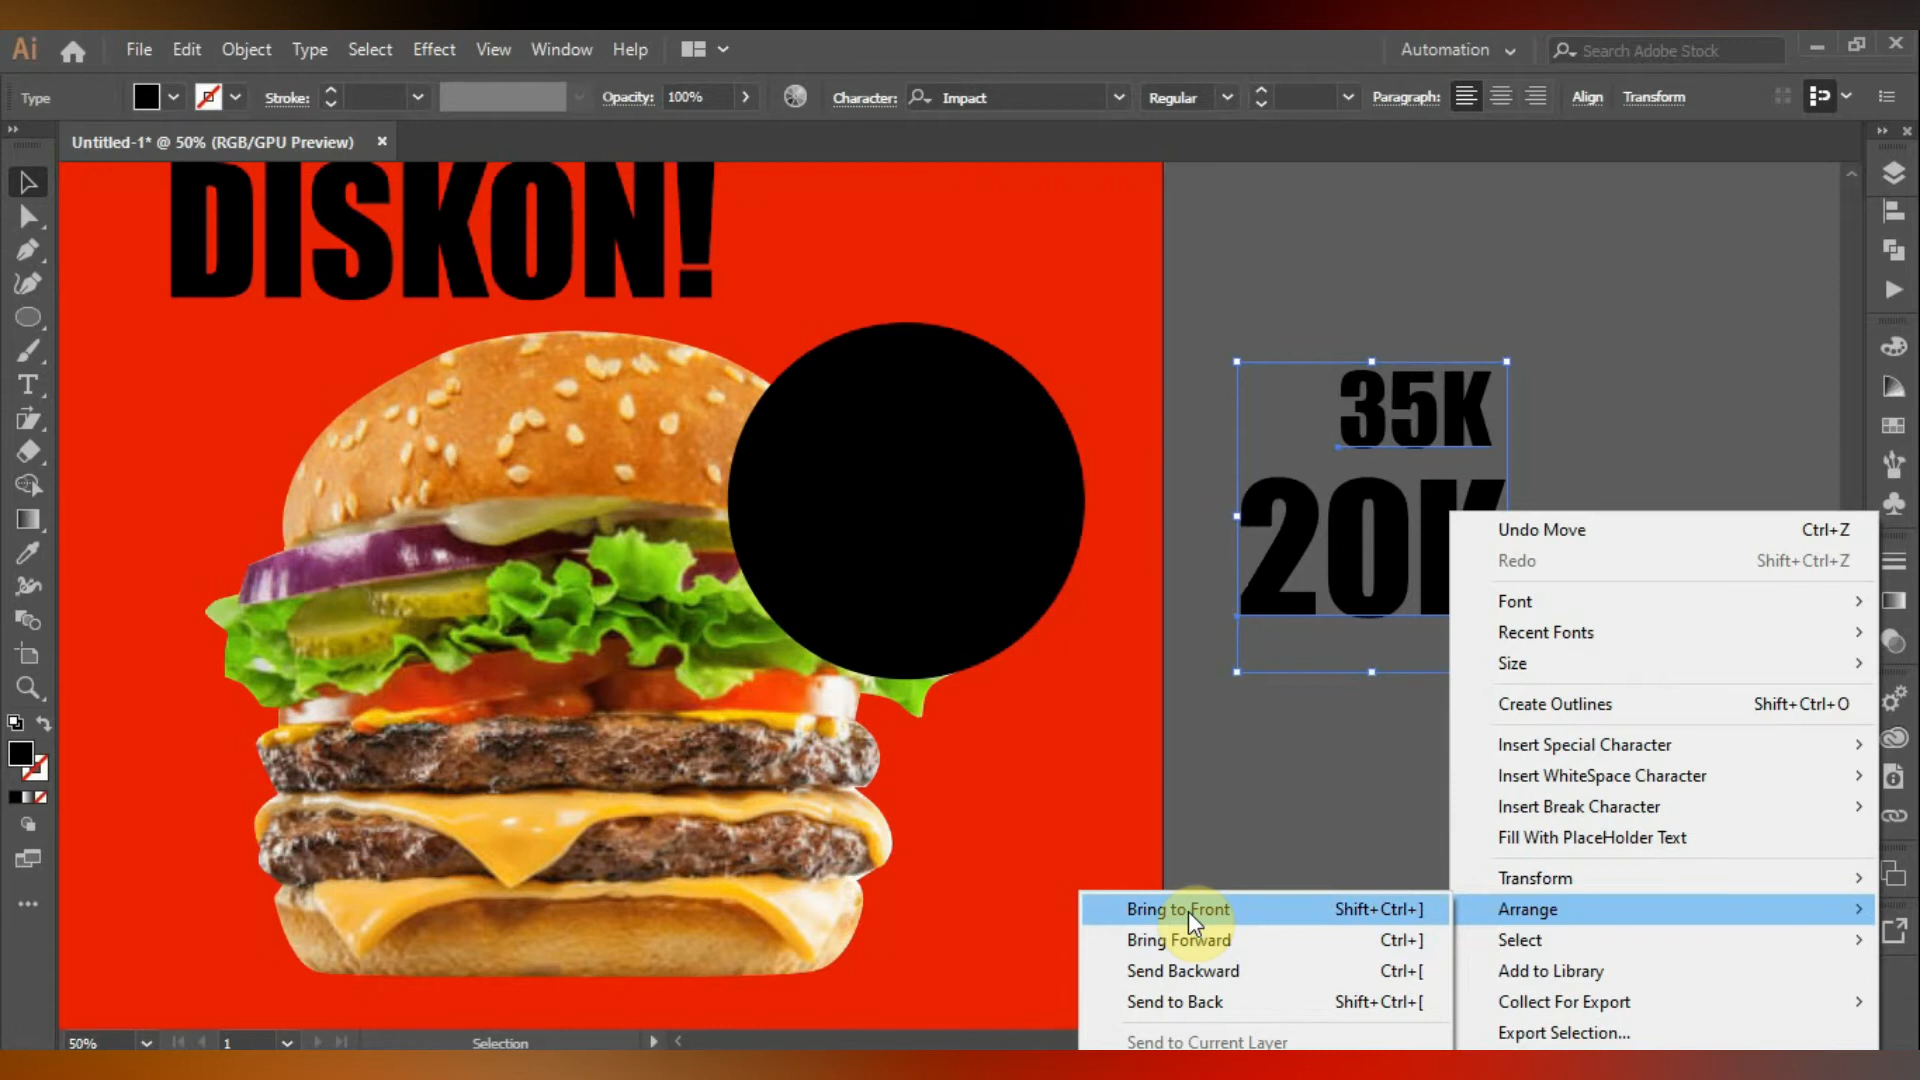 Ai File Edit Object Type Select Effect View Window Help Automation Search Adobe Stock
Type Stroke: Opacity: 100% Character: Impact Regular Paragraph: Align Transform
Untitled-1* @ 50% (RGB/GPU Preview)
DISKON!
35K
20K
Undo Move Ctrl+Z
Redo Shift+Ctrl+Z
Font
Recent Fonts
Size
Create Outlines Shift+Ctrl+O
Insert Special Character
Insert WhiteSpace Character
Insert Break Character
Fill With PlaceHolder Text
Transform
Arrange
Select
Add to Library
Collect For Export
Export Selection...
Bring to Front Shift+Ctrl+]
Bring Forward Ctrl+]
Send Backward Ctrl+[
Send to Back Shift+Ctrl+[
Send to Current Layer
50% 1 Selection